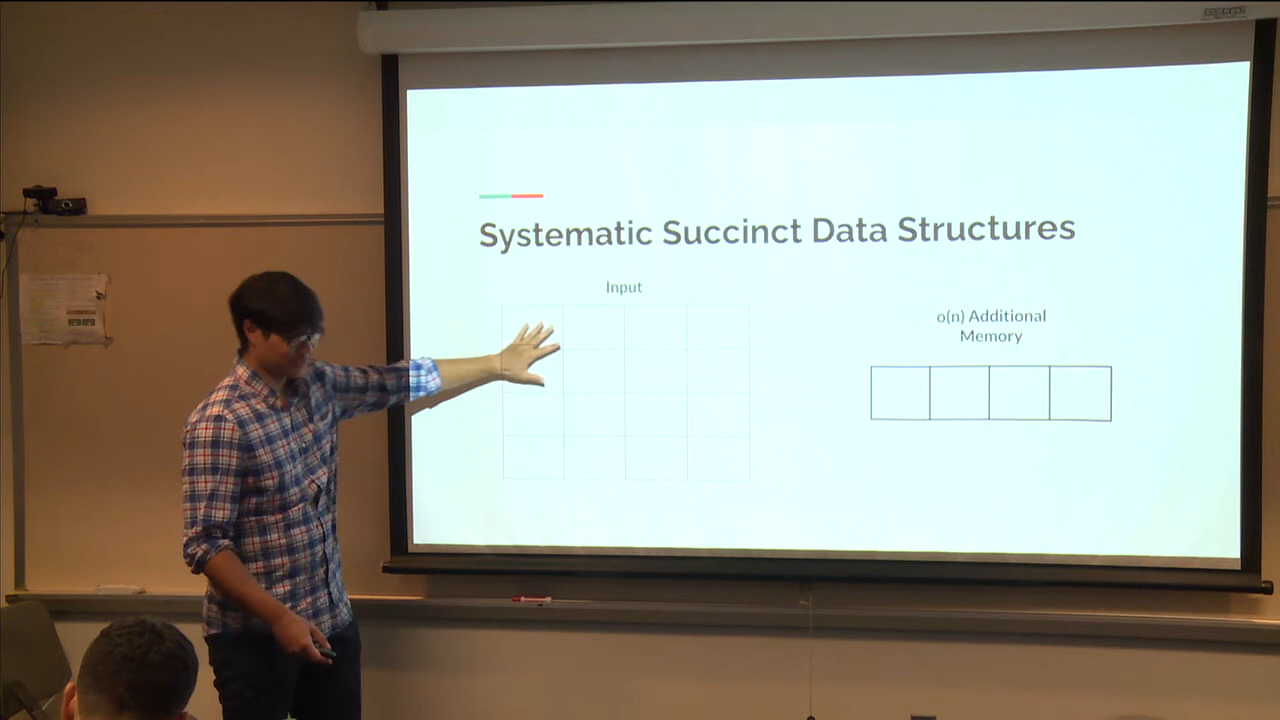 Systematic Succinct Data Structures
Input
o(n) Additional
Memory